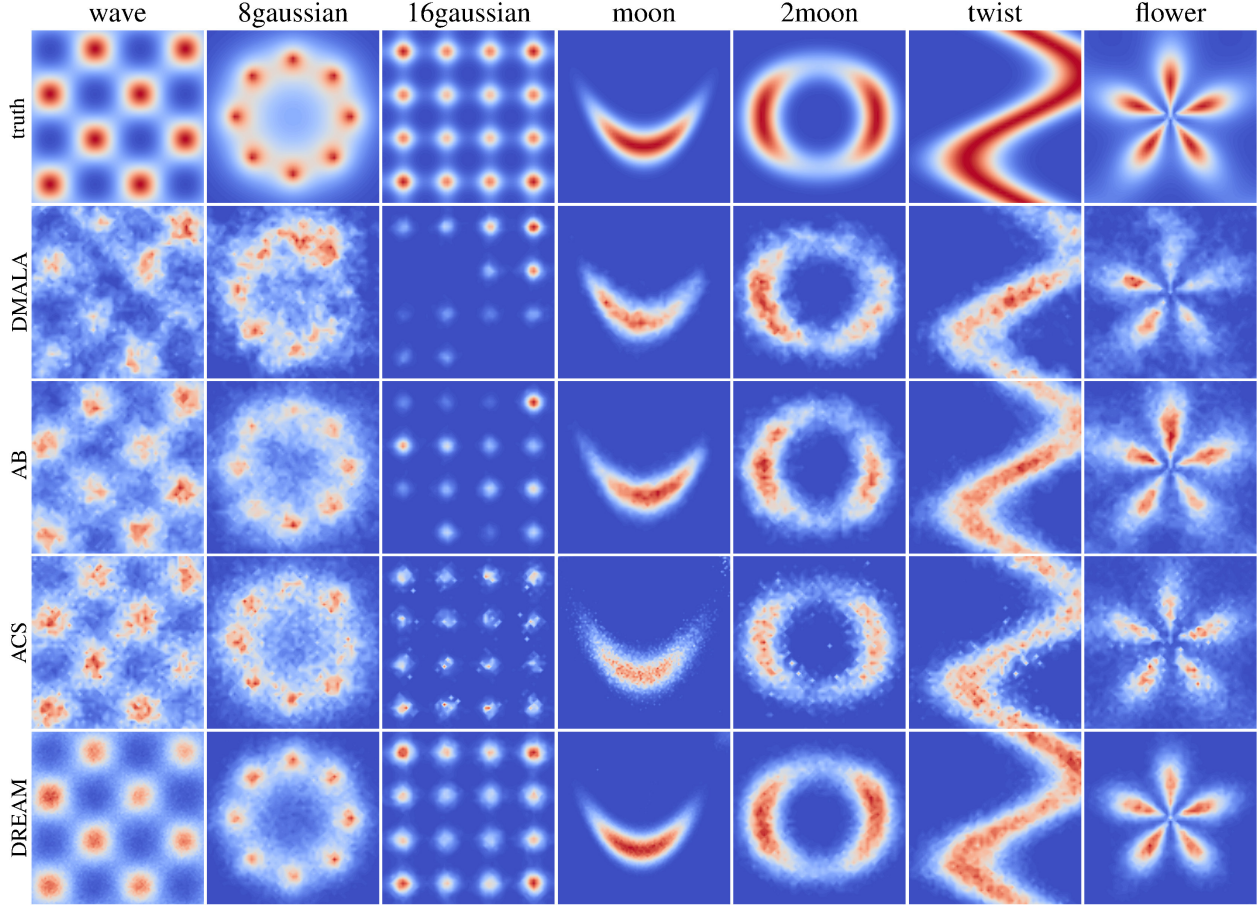 wave 8gaussian 16gaussian moon 2moon twist flower
truth
DMALA
AB
ACS
DREAM